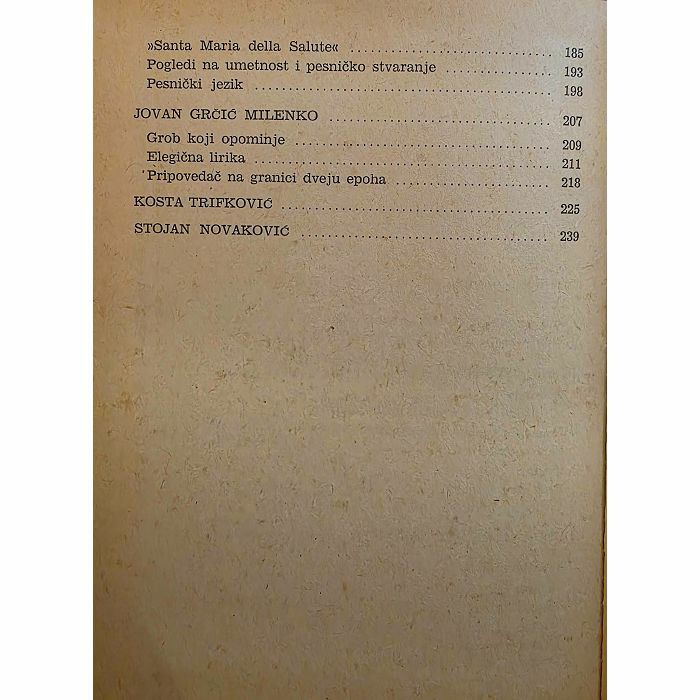 »Santa Maria della Salute« ........................ 185
Pogledi na umetnost i pesničko stvaranje ............ 193
Pesnički jezik ........................ 198
JOVAN GRČIĆ MILENKO ........................ 207
Grob koji opominje ........................ 209
Elegična lirika ........................ 211
Pripovedač na granici dveju epoha ........................ 218
KOSTA TRIFKOVIĆ ........................ 225
STOJAN NOVAKOVIĆ ........................ 239